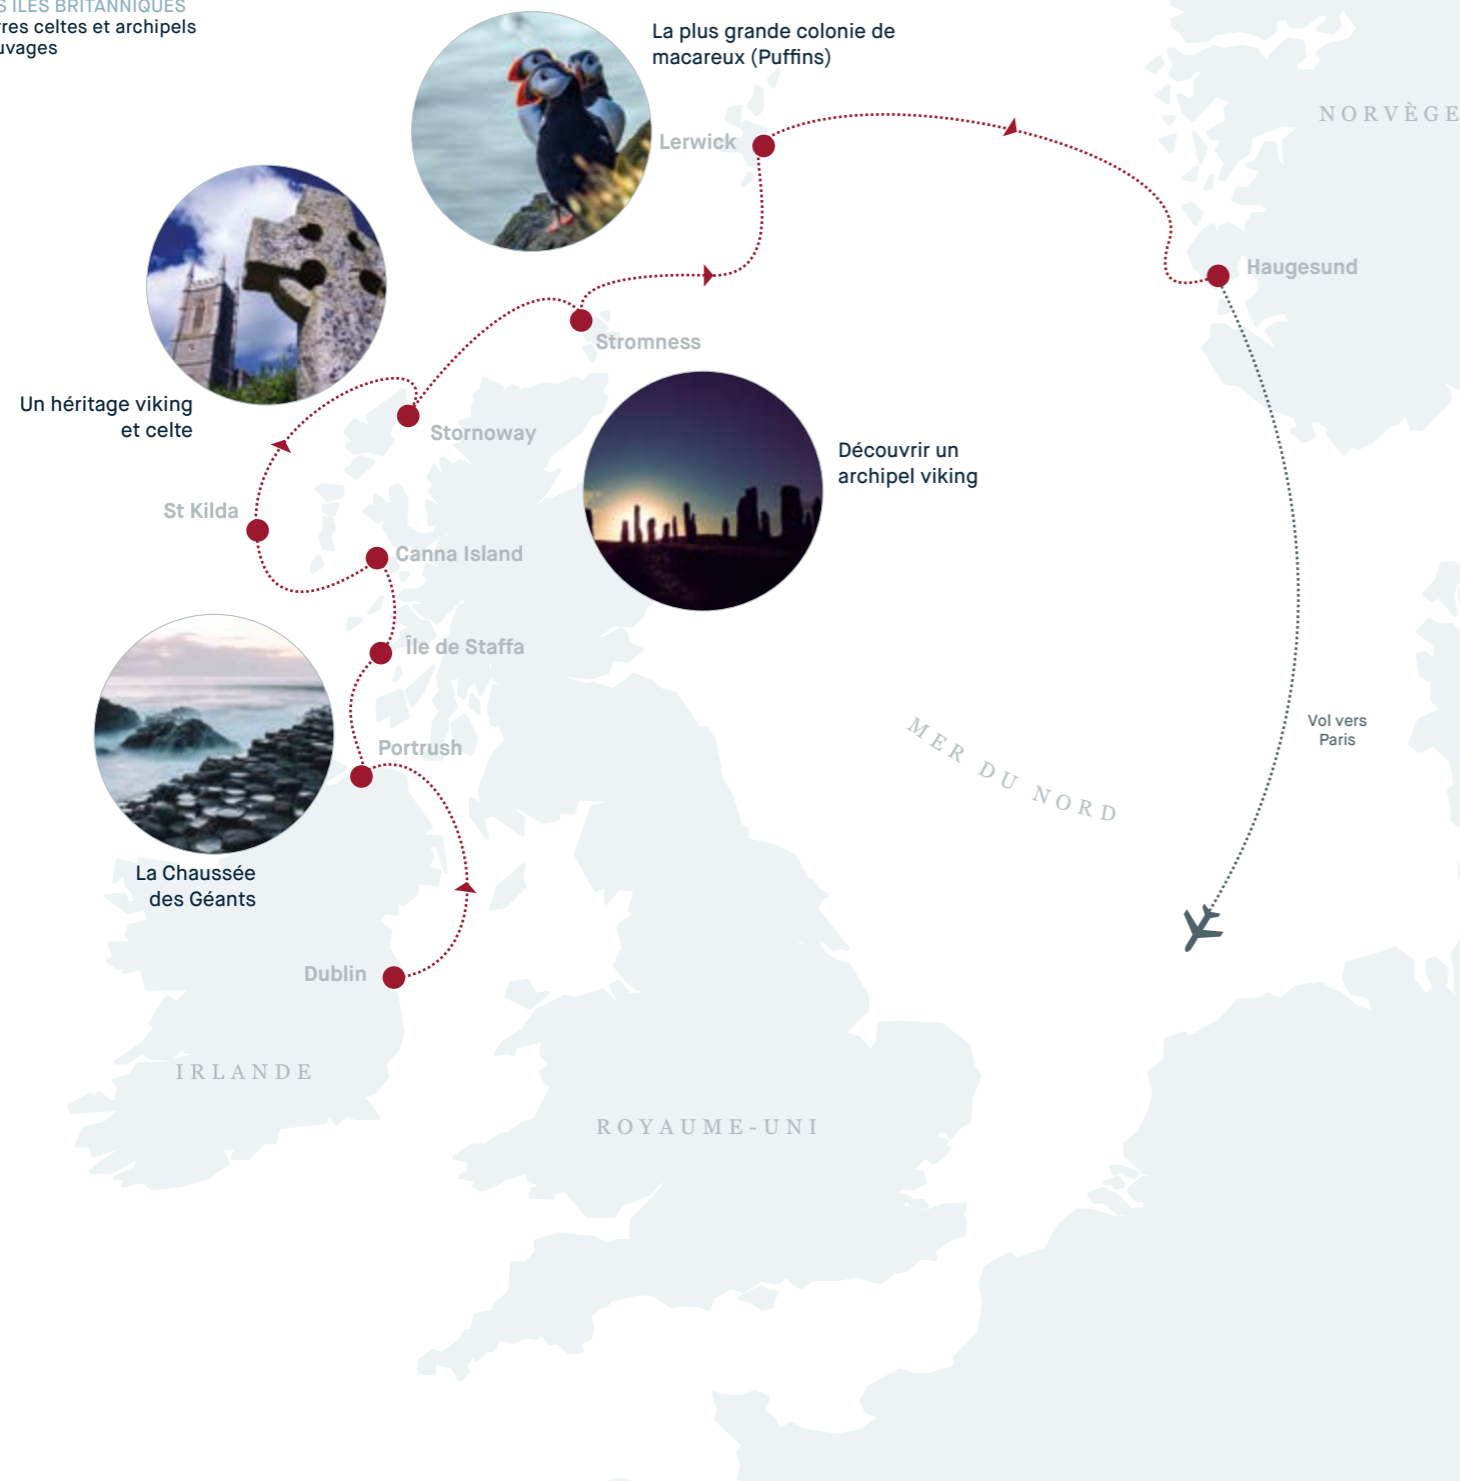 S ÎLES BRITANNIQUES
rres celtes et archipels
uvages
La plus grande colonie de
macareux (Puffins)
NORVÈGE
Lerwick
Haugesund
Stromness
Un héritage viking
et celte
Stornoway
Découvrir un
archipel viking
St Kilda
Canna Island
Île de Staffa
Vol vers
Paris
MER DU NORD
Portrush
La Chaussée
des Géants
Dublin
IRLANDE
ROYAUME-UNI